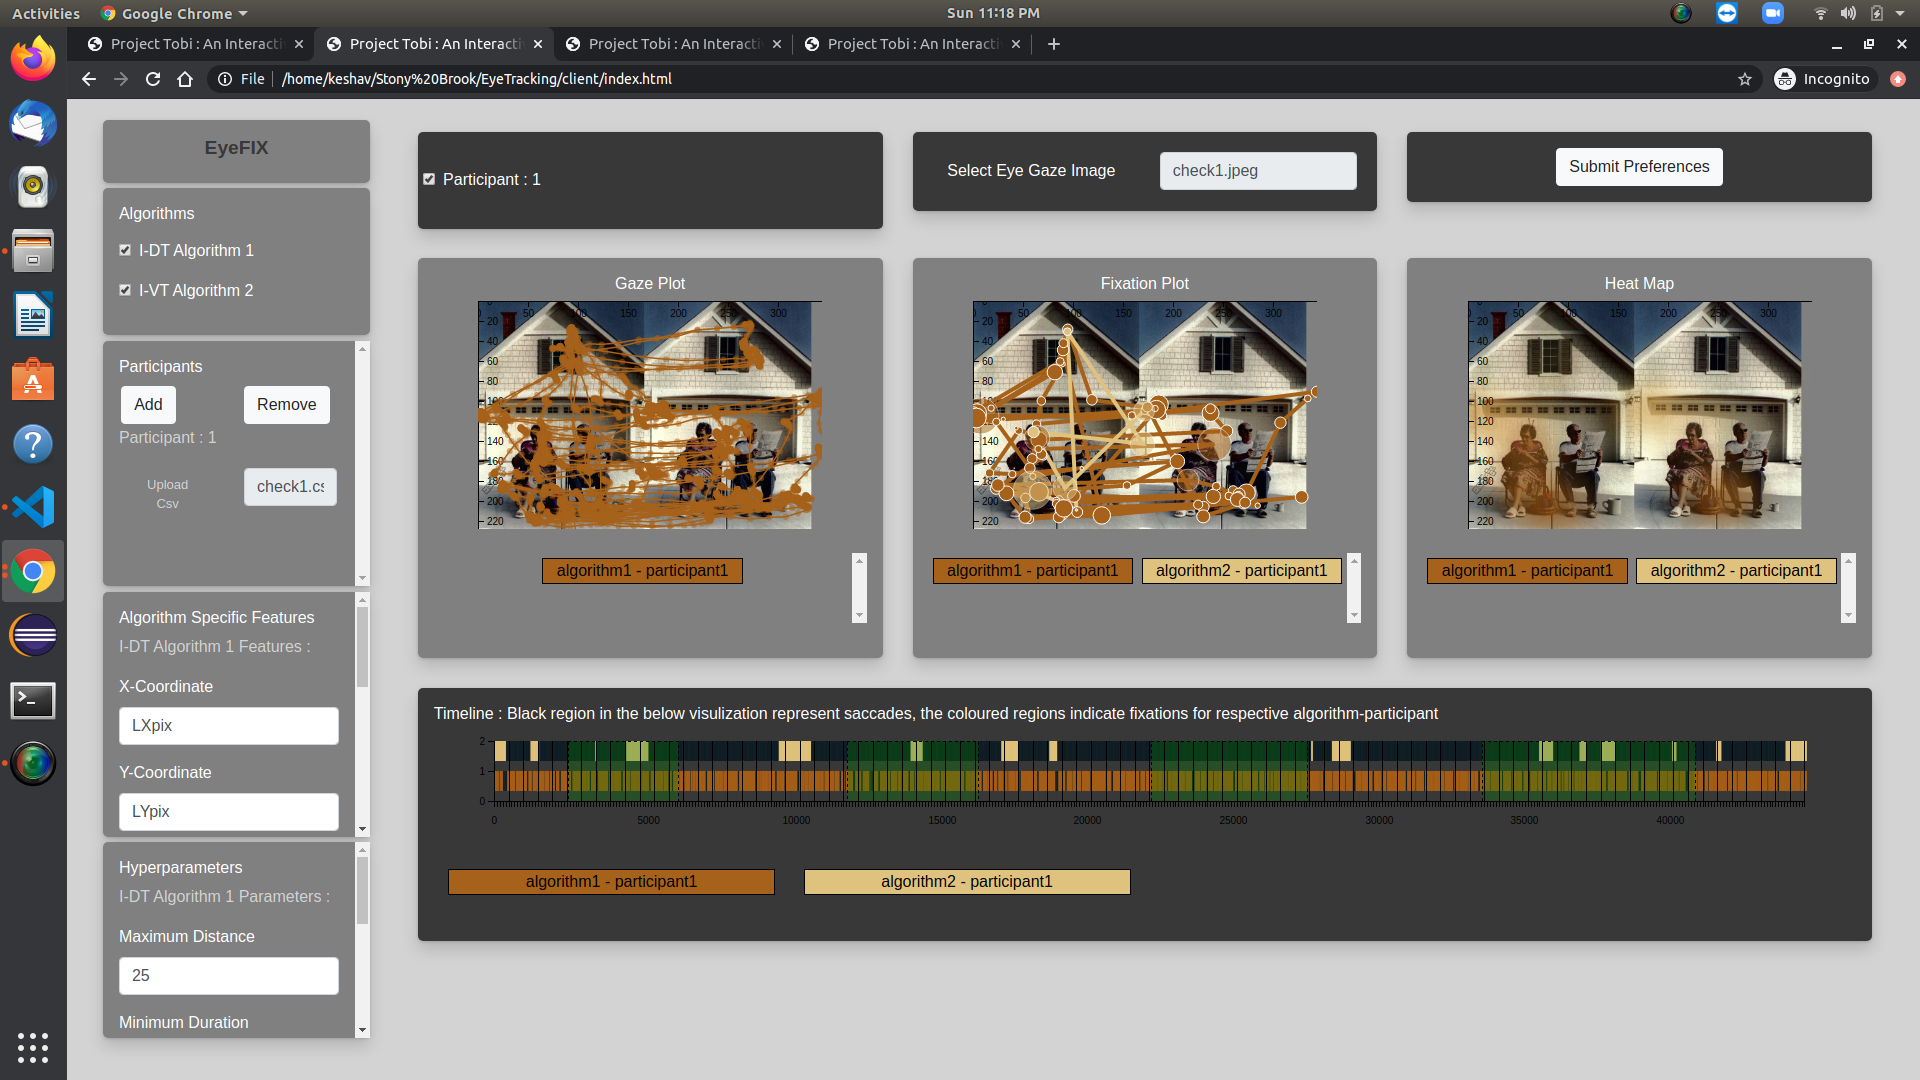 Activities
Google Chrome
Sun 11:18 PM
Project Tobi : An Interacti
Project Tobi : An Interacti
Project Tobi : An Interacti
Project Tobi : An Interacti
File
/home/keshav/Stony%20Brook/EyeTracking/client/index.html
Incognito
EyeFIX
Algorithms
I-DT Algorithm 1
I-VT Algorithm 2
Participants
Add
Remove
Participant : 1
Upload
Csv
check1.cs
Algorithm Specific Features
I-DT Algorithm 1 Features :
X-Coordinate
LXpix
Y-Coordinate
LYpix
Hyperparameters
I-DT Algorithm 1 Parameters :
Maximum Distance
25
Minimum Duration
Participant : 1
Select Eye Gaze Image
check1.jpeg
Submit Preferences
Gaze Plot
50 100 150 200 250 300
20
40
60
80
100
120
140
160
180
200
220
algorithm1 - participant1
Fixation Plot
50 100 150 200 250 300
20
40
60
80
100
120
140
160
180
200
220
algorithm1 - participant1
algorithm2 - participant1
Heat Map
50 100 150 200 250 300
20
40
60
80
100
120
140
160
180
200
220
algorithm1 - participant1
algorithm2 - participant1
Timeline : Black region in the below visulization represent saccades, the coloured regions indicate fixations for respective algorithm-participant
2
1
0
0 5000 10000 15000 20000 25000 30000 35000 40000
algorithm1 - participant1
algorithm2 - participant1